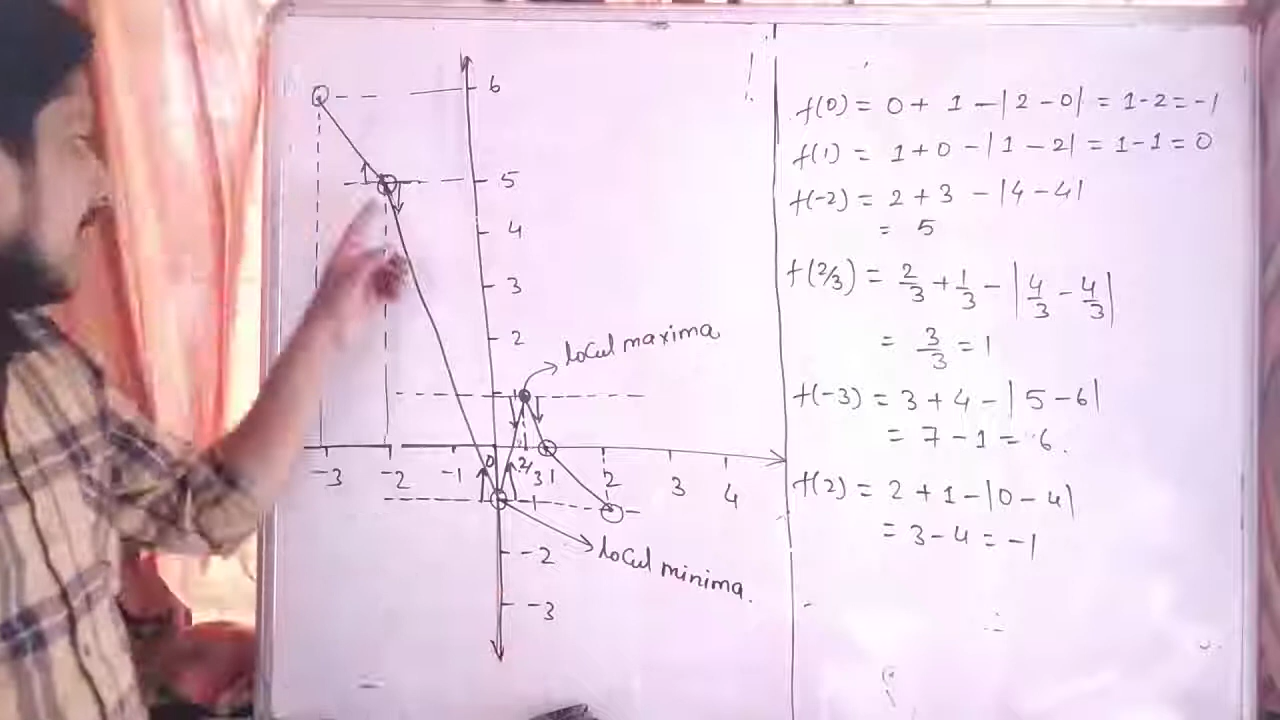 6
5
4
3
2
local maxima
-3 -2 -1 0 2/3 1 2 3 4
-1
-2
local minima.
-3
f(0) = 0 + 1 - |2 - 0| = 1 - 2 = -1
f(1) = 1 + 0 - |1 - 2| = 1 - 1 = 0
f(-2) = 2 + 3 - |4 - 4|
= 5
f(2/3) = 2/3 + 1/3 - |4/3 - 4/3|
= 3/3 = 1
f(-3) = 3 + 4 - |5 - 6|
= 7 - 1 = 6.
f(2) = 2 + 1 - |0 - 4|
= 3 - 4 = -1